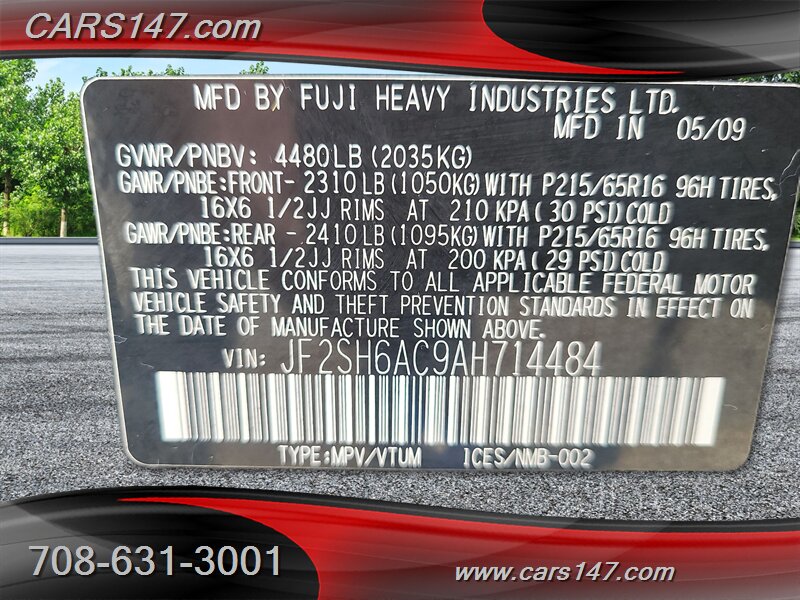 CARS147.com
MFD BY FUJI HEAVY INDUSTRIES LTD.
MFD IN 05/09
GVWR/PNBV: 4480LB (2035KG)
GAWR/PNBE:FRONT- 2310 LB (1050KG) WITH P215/65R16 96H TIRES,
16X6 1/2JJ RIMS AT 210 KPA ( 30 PSI) COLD
GAWR/PNBE:REAR - 2410 LB (1095KG) WITH P215/65R16 96H TIRES,
16X6 1/2JJ RIMS AT 200 KPA ( 29 PSI) COLD
THIS VEHICLE CONFORMS TO ALL APPLICABLE FEDERAL MOTOR
VEHICLE SAFETY AND THEFT PREVENTION STANDARDS IN EFFECT ON
THE DATE OF MANUFACTURE SHOWN ABOVE.
VIN: JF2SH6AC9AH714484
TYPE:MPV/VTUM ICES/NMB-002
708-631-3001
www.cars147.com